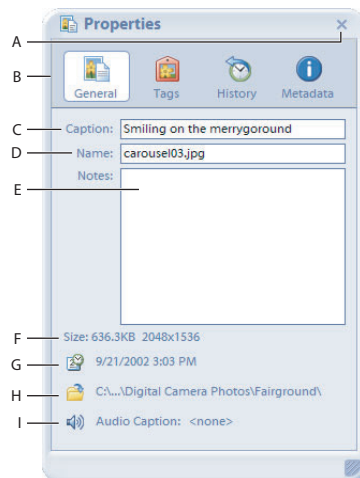 Properties
A
B
General Tags History Metadata
C Caption: Smiling on the merrygoround
D Name: carousel03.jpg
Notes:
E
F Size: 636.3KB 2048x1536
G 9/21/2002 3:03 PM
H C:\...\Digital Camera Photos\Fairground\
I Audio Caption: <none>